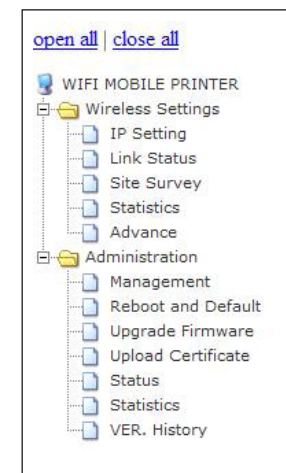 open all | close all
WIFI MOBILE PRINTER
Wireless Settings
IP Setting
Link Status
Site Survey
Statistics
Advance
Administration
Management
Reboot and Default
Upgrade Firmware
Upload Certificate
Status
Statistics
VER. History